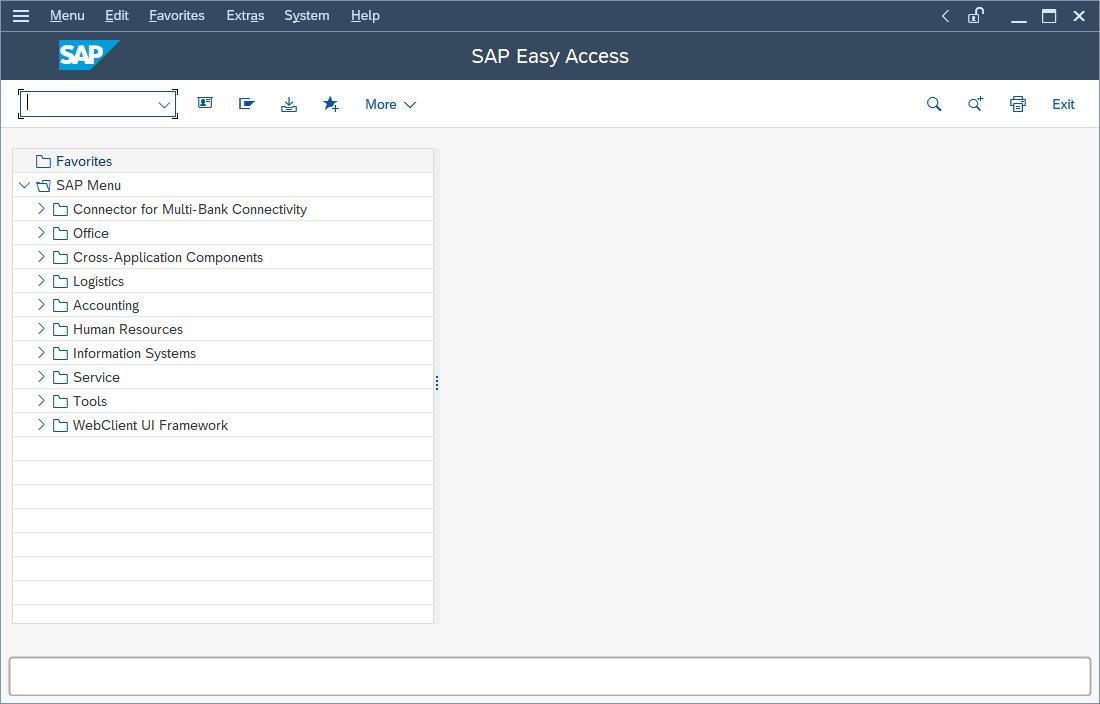 Menu Edit Favorites Extras System Help
SAP SAP Easy Access
More Exit
Favorites
SAP Menu
Connector for Multi-Bank Connectivity
Office
Cross-Application Components
Logistics
Accounting
Human Resources
Information Systems
Service
Tools
WebClient UI Framework